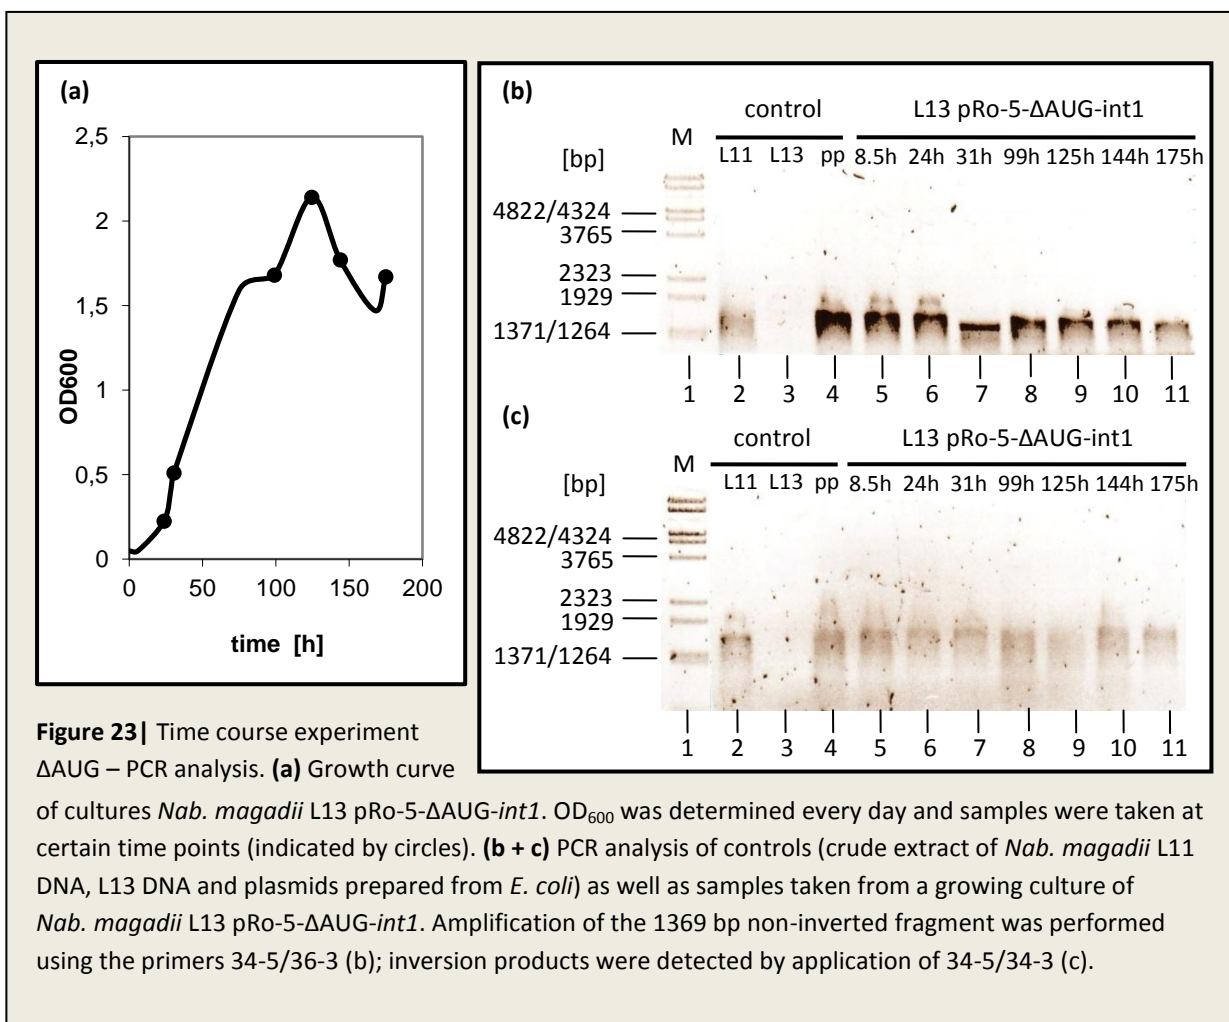 (a)
2,5
2
1,5
1
0,5
0
OD600
0 50 100 150 200
time [h]
(b)
control L13 pRo-5-ΔAUG-int1
M
[bp] L11 L13 pp 8.5h 24h 31h 99h 125h 144h 175h
4822/4324
3765
2323
1929
1371/1264
1 2 3 4 5 6 7 8 9 10 11
(c)
control L13 pRo-5-ΔAUG-int1
M
[bp] L11 L13 pp 8.5h 24h 31h 99h 125h 144h 175h
4822/4324
3765
2323
1929
1371/1264
1 2 3 4 5 6 7 8 9 10 11
Figure 23| Time course experiment
ΔAUG – PCR analysis. (a) Growth curve
of cultures Nab. magadii L13 pRo-5-ΔAUG-int1. OD600 was determined every day and samples were taken at
certain time points (indicated by circles). (b + c) PCR analysis of controls (crude extract of Nab. magadii L11
DNA, L13 DNA and plasmids prepared from E. coli) as well as samples taken from a growing culture of
Nab. magadii L13 pRo-5-ΔAUG-int1. Amplification of the 1369 bp non-inverted fragment was performed
using the primers 34-5/36-3 (b); inversion products were detected by application of 34-5/34-3 (c).